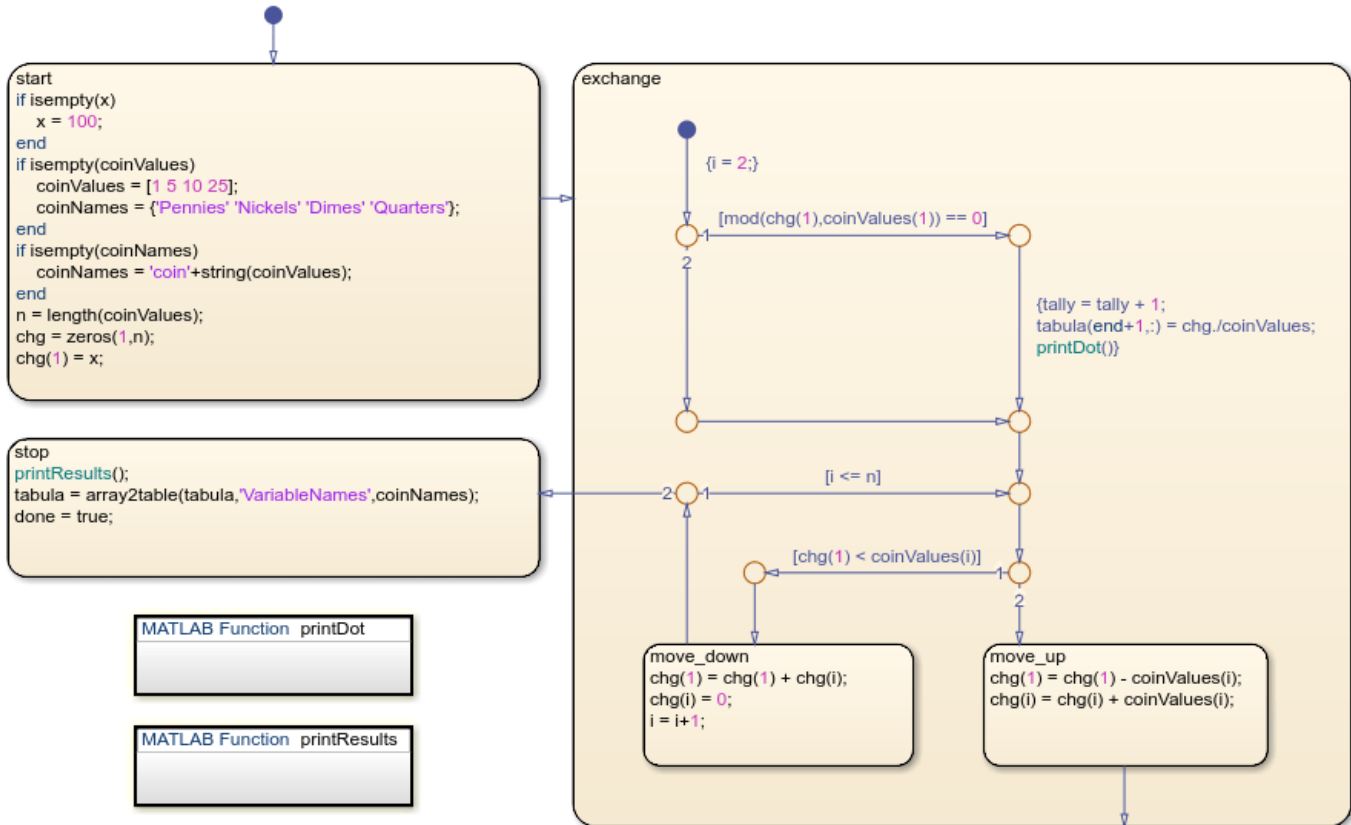 start
if isempty(x)
x = 100;
end
if isempty(coinValues)
coinValues = [1 5 10 25];
coinNames = {'Pennies' 'Nickels' 'Dimes' 'Quarters'};
end
if isempty(coinNames)
coinNames = 'coin'+string(coinValues);
end
n = length(coinValues);
chg = zeros(1,n);
chg(1) = x;
stop
printResults();
tabula = array2table(tabula,'VariableNames',coinNames);
done = true;
MATLAB Function printDot
MATLAB Function printResults
exchange
{i = 2;}
1
[mod(chg(1),coinValues(1)) == 0]
2
{tally = tally + 1;
tabula(end+1,:) = chg./coinValues;
printDot()}
2
1
[i <= n]
[chg(1) < coinValues(i)]
1
2
move_down
chg(1) = chg(1) + chg(i);
chg(i) = 0;
i = i+1;
move_up
chg(1) = chg(1) - coinValues(i);
chg(i) = chg(i) + coinValues(i);